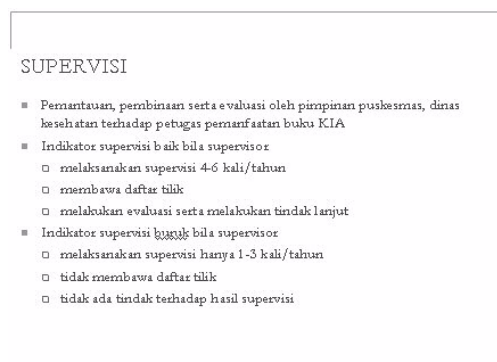 SUPERVISI
Pemantauan, pembinaan serta evaluasi oleh pimpinan puskesmas, dinas
kesehatan terhadap petugas pemanfaatan buku KIA
Indikator supervisi baik bila supervisor
melaksanakan supervisi 4-6 kali/tahun
membawa daftar tilik
melakukan evaluasi serta melakukan tindak lanjut
Indikator supervisi buruk bila supervisor
melaksanakan supervisi hanya 1-3 kali/tahun
tidak membawa daftar tilik
tidak ada tindak terhadap hasil supervisi